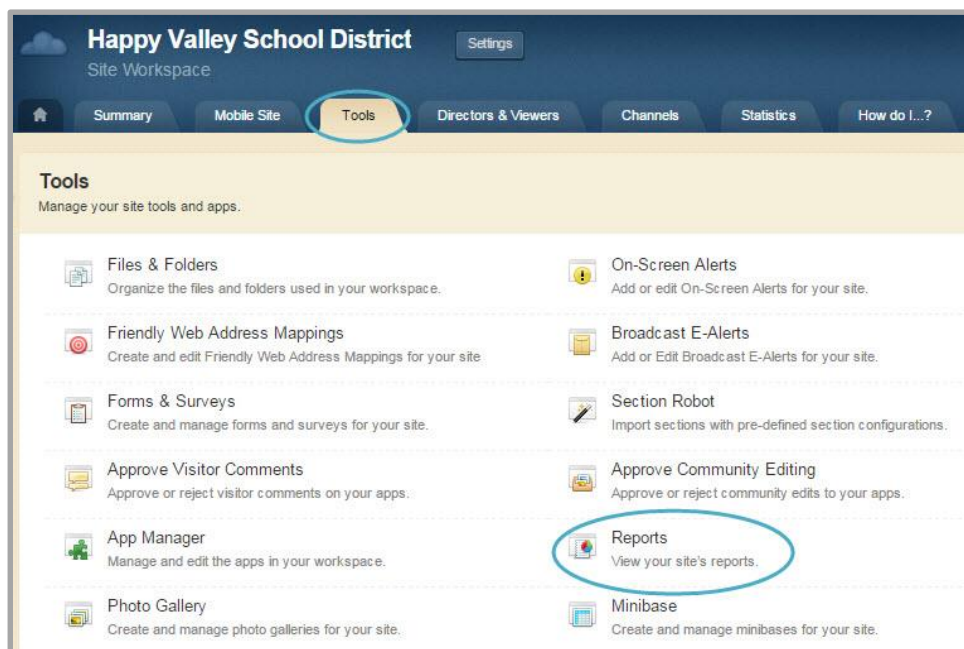 Happy Valley School District
Settings
Site Workspace
Summary
Mobile Site
Tools
Directors & Viewers
Channels
Statistics
How do I...?
Tools
Manage your site tools and apps.
Files & Folders
Organize the files and folders used in your workspace.
On-Screen Alerts
Add or edit On-Screen Alerts for your site.
Friendly Web Address Mappings
Create and edit Friendly Web Address Mappings for your site
Broadcast E-Alerts
Add or Edit Broadcast E-Alerts for your site.
Forms & Surveys
Create and manage forms and surveys for your site.
Section Robot
Import sections with pre-defined section configurations.
Approve Visitor Comments
Approve or reject visitor comments on your apps.
Approve Community Editing
Approve or reject community edits to your apps.
App Manager
Manage and edit the apps in your workspace.
Reports
View your site's reports.
Photo Gallery
Create and manage photo galleries for your site.
Minibase
Create and manage minibases for your site.